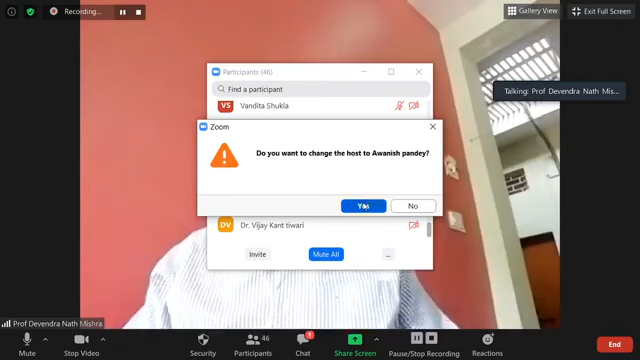 Recording...
Gallery View
Exit Full Screen
Participants (46)
Find a participant
Talking: Prof Devendra Nath Mis...
VS
Vandita Shukla
Zoom
Do you want to change the host to Awanish pandey?
Yes
No
DV
Dr. Vijay Kant tiwari
Invite
Mute All
...
Prof Devendra Nath Mishra
46
1
Mute
Stop Video
Security
Participants
Chat
Share Screen
Pause/Stop Recording
Reactions
End